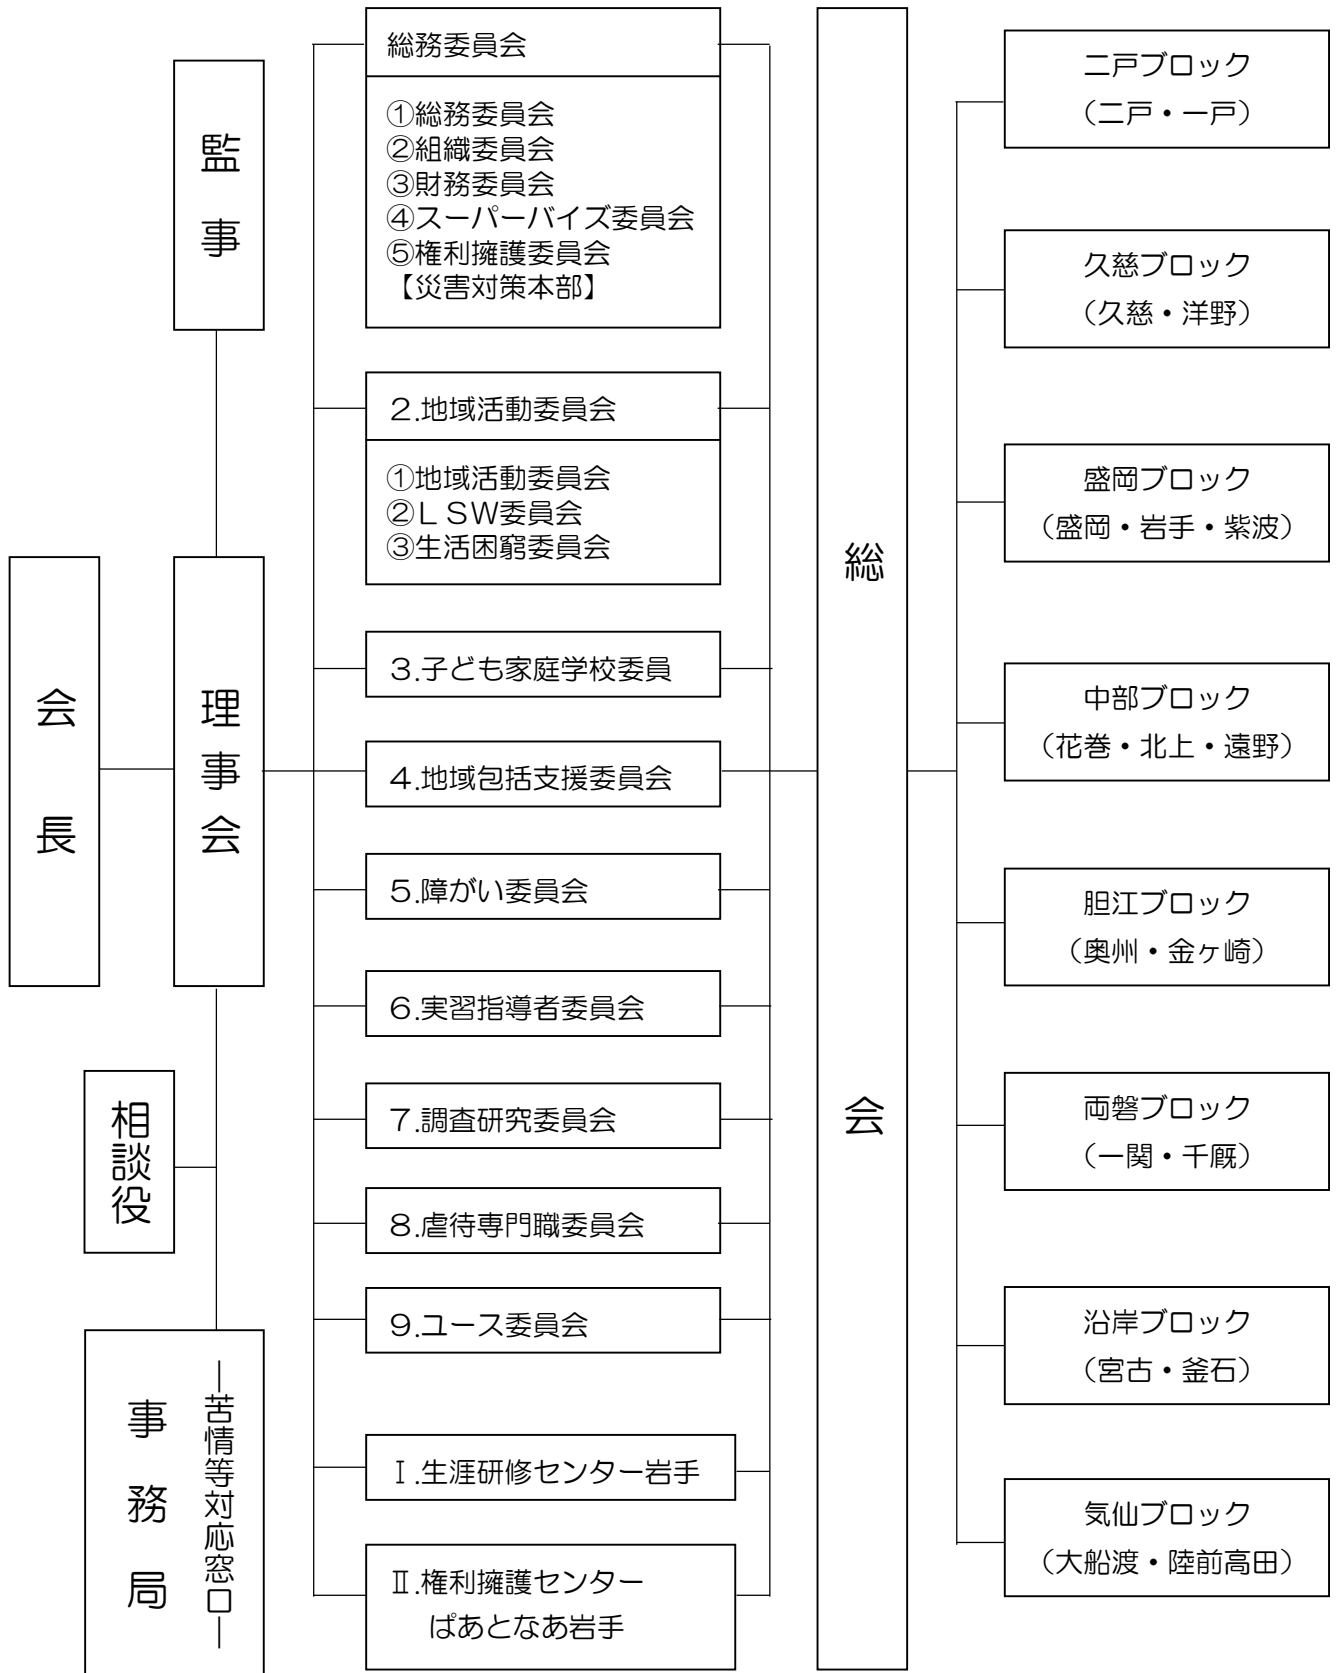 監事
会長
理事会
相談役
事務局
―苦情等対応窓口―
総務委員会
①総務委員会
②組織委員会
③財務委員会
④スーパーバイズ委員会
⑤権利擁護委員会
【災害対策本部】
２.地域活動委員会
①地域活動委員会
②ＬＳＷ委員会
③生活困窮委員会
３.子ども家庭学校委員
４.地域包括支援委員会
５.障がい委員会
６.実習指導者委員会
７.調査研究委員会
８.虐待専門職委員会
９.ユース委員会
Ⅰ.生涯研修センター岩手
Ⅱ.権利擁護センター
ぱあとなあ岩手
総会
二戸ブロック
（二戸・一戸）
久慈ブロック
（久慈・洋野）
盛岡ブロック
（盛岡・岩手・紫波）
中部ブロック
（花巻・北上・遠野）
胆江ブロック
（奥州・金ヶ崎）
両磐ブロック
（一関・千厩）
沿岸ブロック
（宮古・釜石）
気仙ブロック
（大船渡・陸前高田）